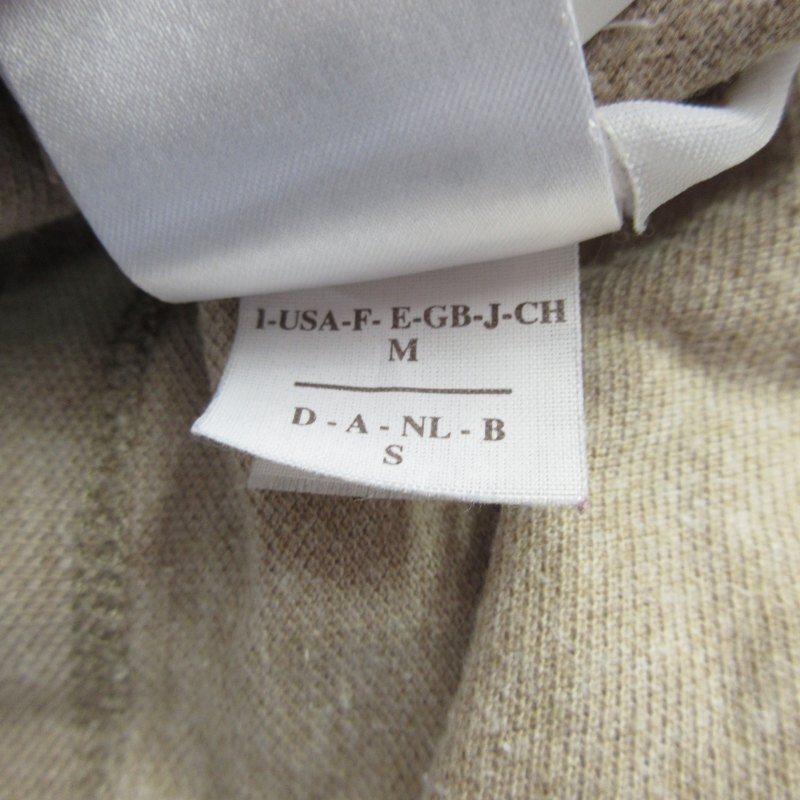 I-USA-F- E-GB-J-CH
M
D - A - NL - B
S